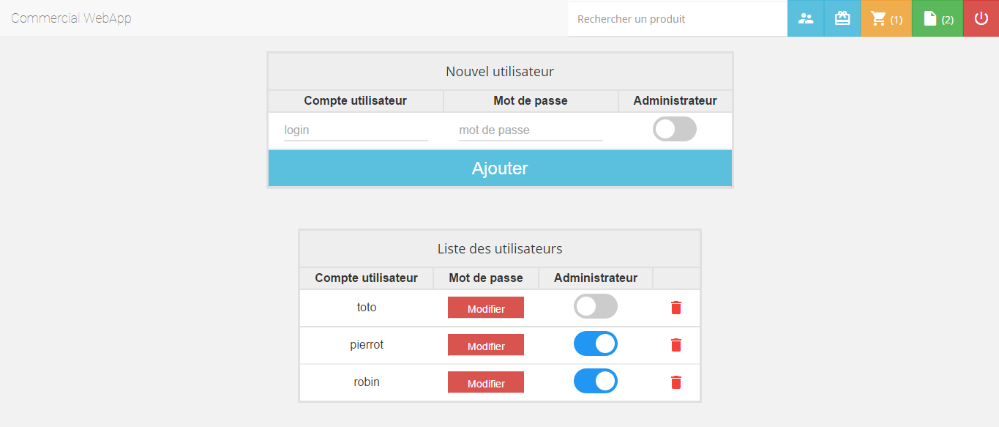 Commercial WebApp
Rechercher un produit
(1)
(2)
Nouvel utilisateur
Compte utilisateur Mot de passe Administrateur
login mot de passe
Ajouter
Liste des utilisateurs
Compte utilisateur Mot de passe Administrateur
toto Modifier
pierrot Modifier
robin Modifier